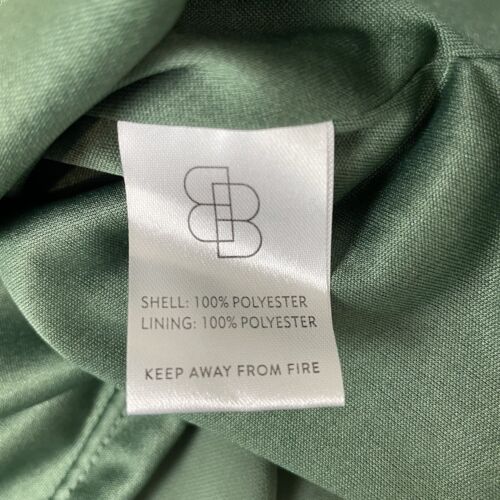 SHELL: 100% POLYESTER
LINING: 100% POLYESTER
KEEP AWAY FROM FIRE